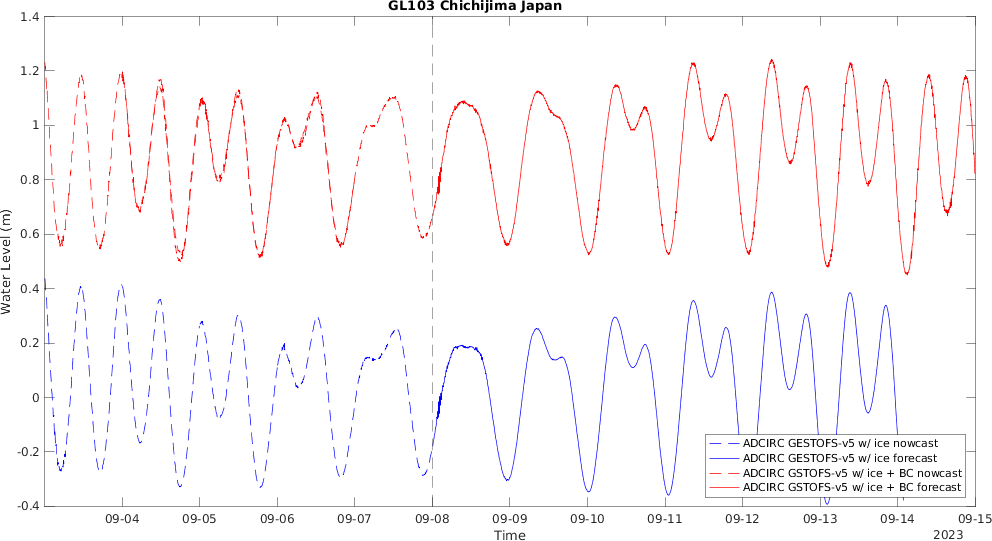 GL103 Chichijima Japan
1.4
1.2
1
0.8
0.6
0.4
0.2
0
-0.2
-0.4
Water Level (m)
ADCIRC GESTOFS-v5 w/ ice nowcast
ADCIRC GESTOFS-v5 w/ ice forecast
ADCIRC GSTOFS-v5 w/ ice + BC nowcast
ADCIRC GSTOFS-v5 w/ ice + BC forecast
09-04 09-05 09-06 09-07 09-08 09-09 09-10 09-11 09-12 09-13 09-14 09-15
Time
2023